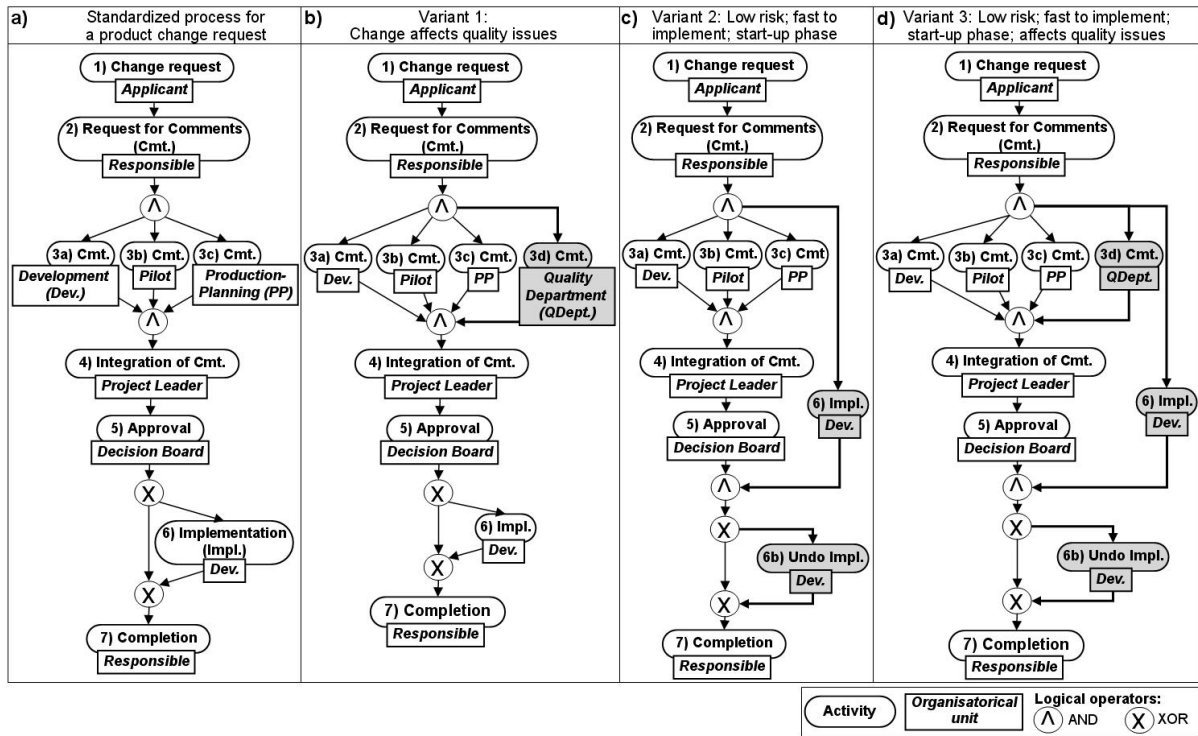 a)
Standardized process for
a product change request
1) Change request
Applicant
2) Request for Comments
(Cmt.)
Responsible
Λ
3a) Cmt.
3b) Cmt.
3c) Cmt.
Development
(Dev.)
Pilot
Production-
Planning (PP)
Λ
4) Integration of Cmt.
Project Leader
5) Approval
Decision Board
X
6) Implementation
(Impl.)
Dev.
X
7) Completion
Responsible
b)
Variant 1:
Change affects quality issues
1) Change request
Applicant
2) Request for Comments
(Cmt.)
Responsible
Λ
3a) Cmt.
3b) Cmt.
3c) Cmt.
3d) Cmt.
Dev.
Pilot
PP
Quality
Department
(QDept.)
Λ
4) Integration of Cmt.
Project Leader
5) Approval
Decision Board
X
6) Impl.
Dev.
X
7) Completion
Responsible
c)
Variant 2: Low risk; fast to
implement; start-up phase
1) Change request
Applicant
2) Request for Comments
(Cmt.)
Responsible
Λ
3a) Cmt.
3b) Cmt.
3c) Cmt
Dev.
Pilot
PP
Λ
4) Integration of Cmt.
Project Leader
6) Impl.
Dev.
5) Approval
Decision Board
Λ
X
6b) Undo Impl.
Dev.
X
7) Completion
Responsible
d)
Variant 3: Low risk; fast to implement;
start-up phase; affects quality issues
1) Change request
Applicant
2) Request for Comments
(Cmt.)
Responsible
Λ
3a) Cmt.
3b) Cmt.
3c) Cmt.
3d) Cmt.
Dev.
Pilot
PP
QDept.
Λ
4) Integration of Cmt.
Project Leader
6) Impl.
Dev.
5) Approval
Decision Board
Λ
X
6b) Undo Impl.
Dev.
X
7) Completion
Responsible
Activity
Organisatorical
unit
Logical operators:
Λ AND
X XOR